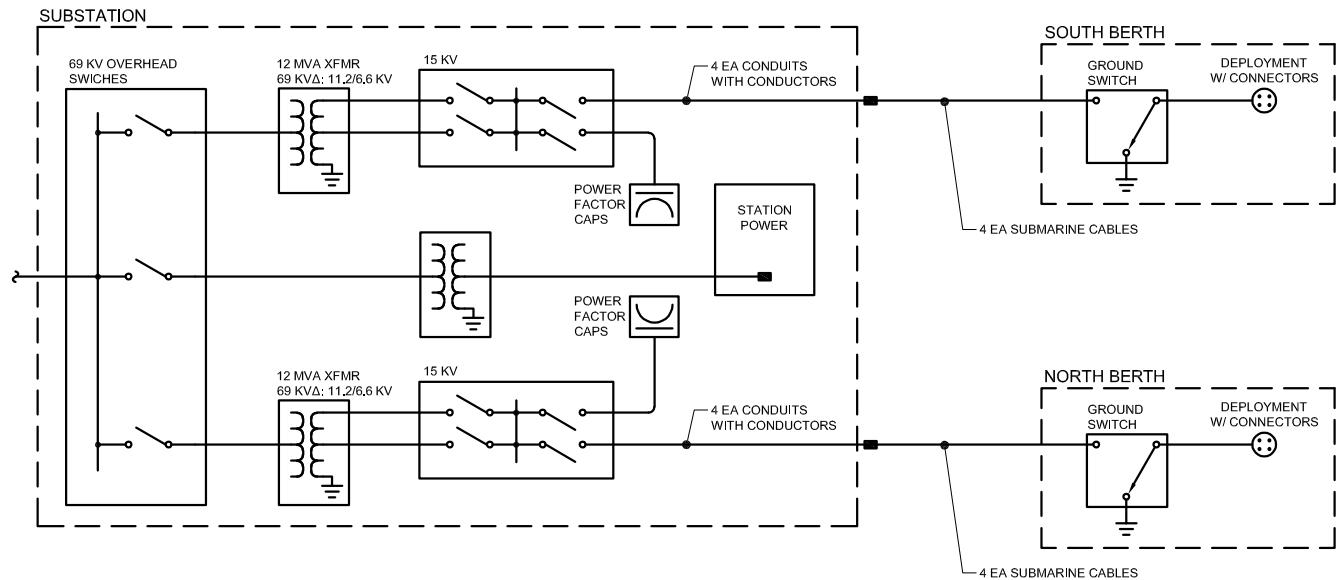 SUBSTATION
69 KV OVERHEAD
SWICHES
12 MVA XFMR
69 KVΔ: 11.2/6.6 KV
15 KV
4 EA CONDUITS
WITH CONDUCTORS
POWER
FACTOR
CAPS
STATION
POWER
SOUTH BERTH
GROUND
SWITCH
DEPLOYMENT
W/ CONNECTORS
4 EA SUBMARINE CABLES
POWER
FACTOR
CAPS
12 MVA XFMR
69 KVΔ: 11.2/6.6 KV
15 KV
4 EA CONDUITS
WITH CONDUCTORS
NORTH BERTH
GROUND
SWITCH
DEPLOYMENT
W/ CONNECTORS
4 EA SUBMARINE CABLES